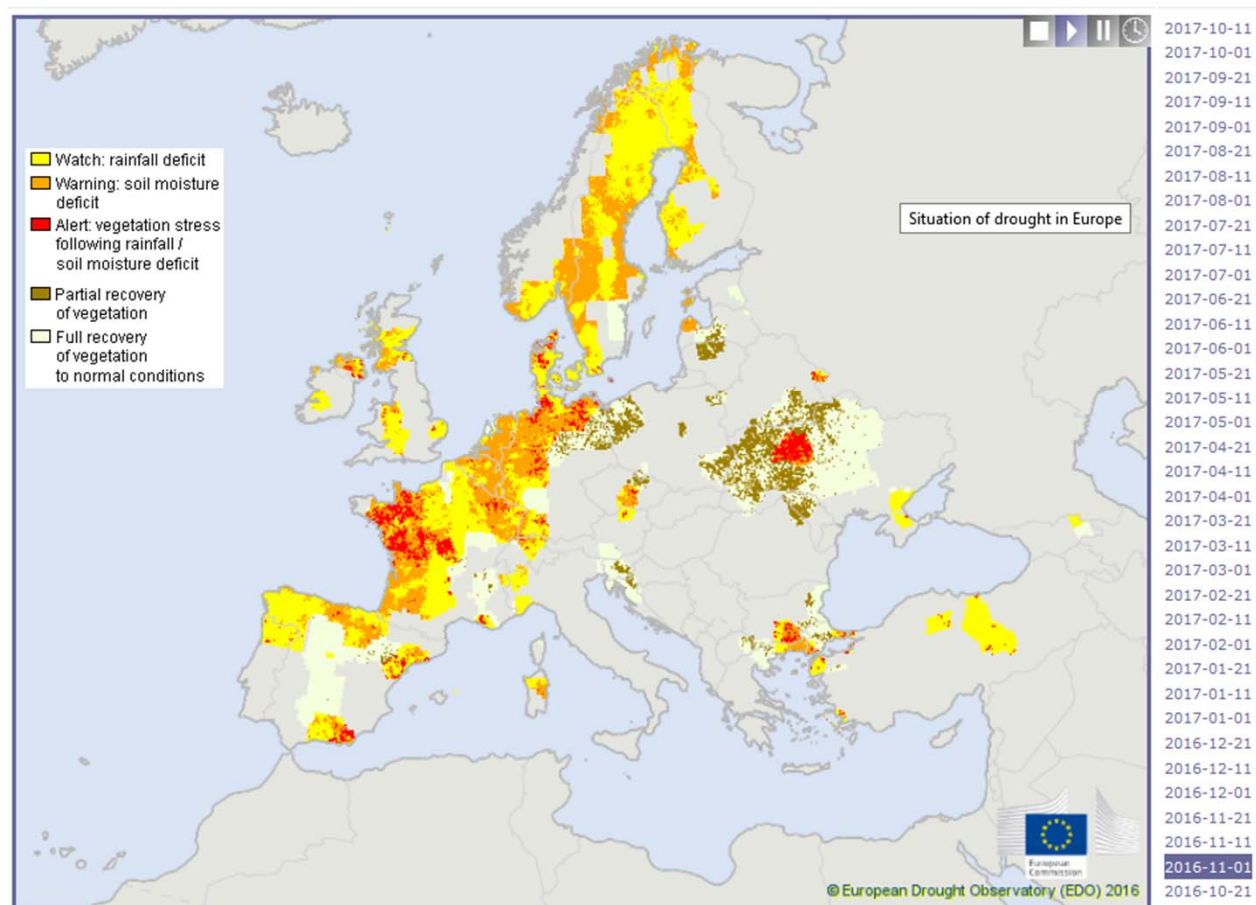 Watch: rainfall deficit
Warning: soil moisture
deficit
Alert: vegetation stress
following rainfall /
soil moisture deficit
Partial recovery
of vegetation
Full recovery
of vegetation
to normal conditions
Situation of drought in Europe
European
Commission
© European Drought Observatory (EDO) 2016
2017-10-11
2017-10-01
2017-09-21
2017-09-11
2017-09-01
2017-08-21
2017-08-11
2017-08-01
2017-07-21
2017-07-11
2017-07-01
2017-06-21
2017-06-11
2017-06-01
2017-05-21
2017-05-11
2017-05-01
2017-04-21
2017-04-11
2017-04-01
2017-03-21
2017-03-11
2017-03-01
2017-02-21
2017-02-11
2017-02-01
2017-01-21
2017-01-11
2017-01-01
2016-12-21
2016-12-11
2016-12-01
2016-11-21
2016-11-11
2016-11-01
2016-10-21